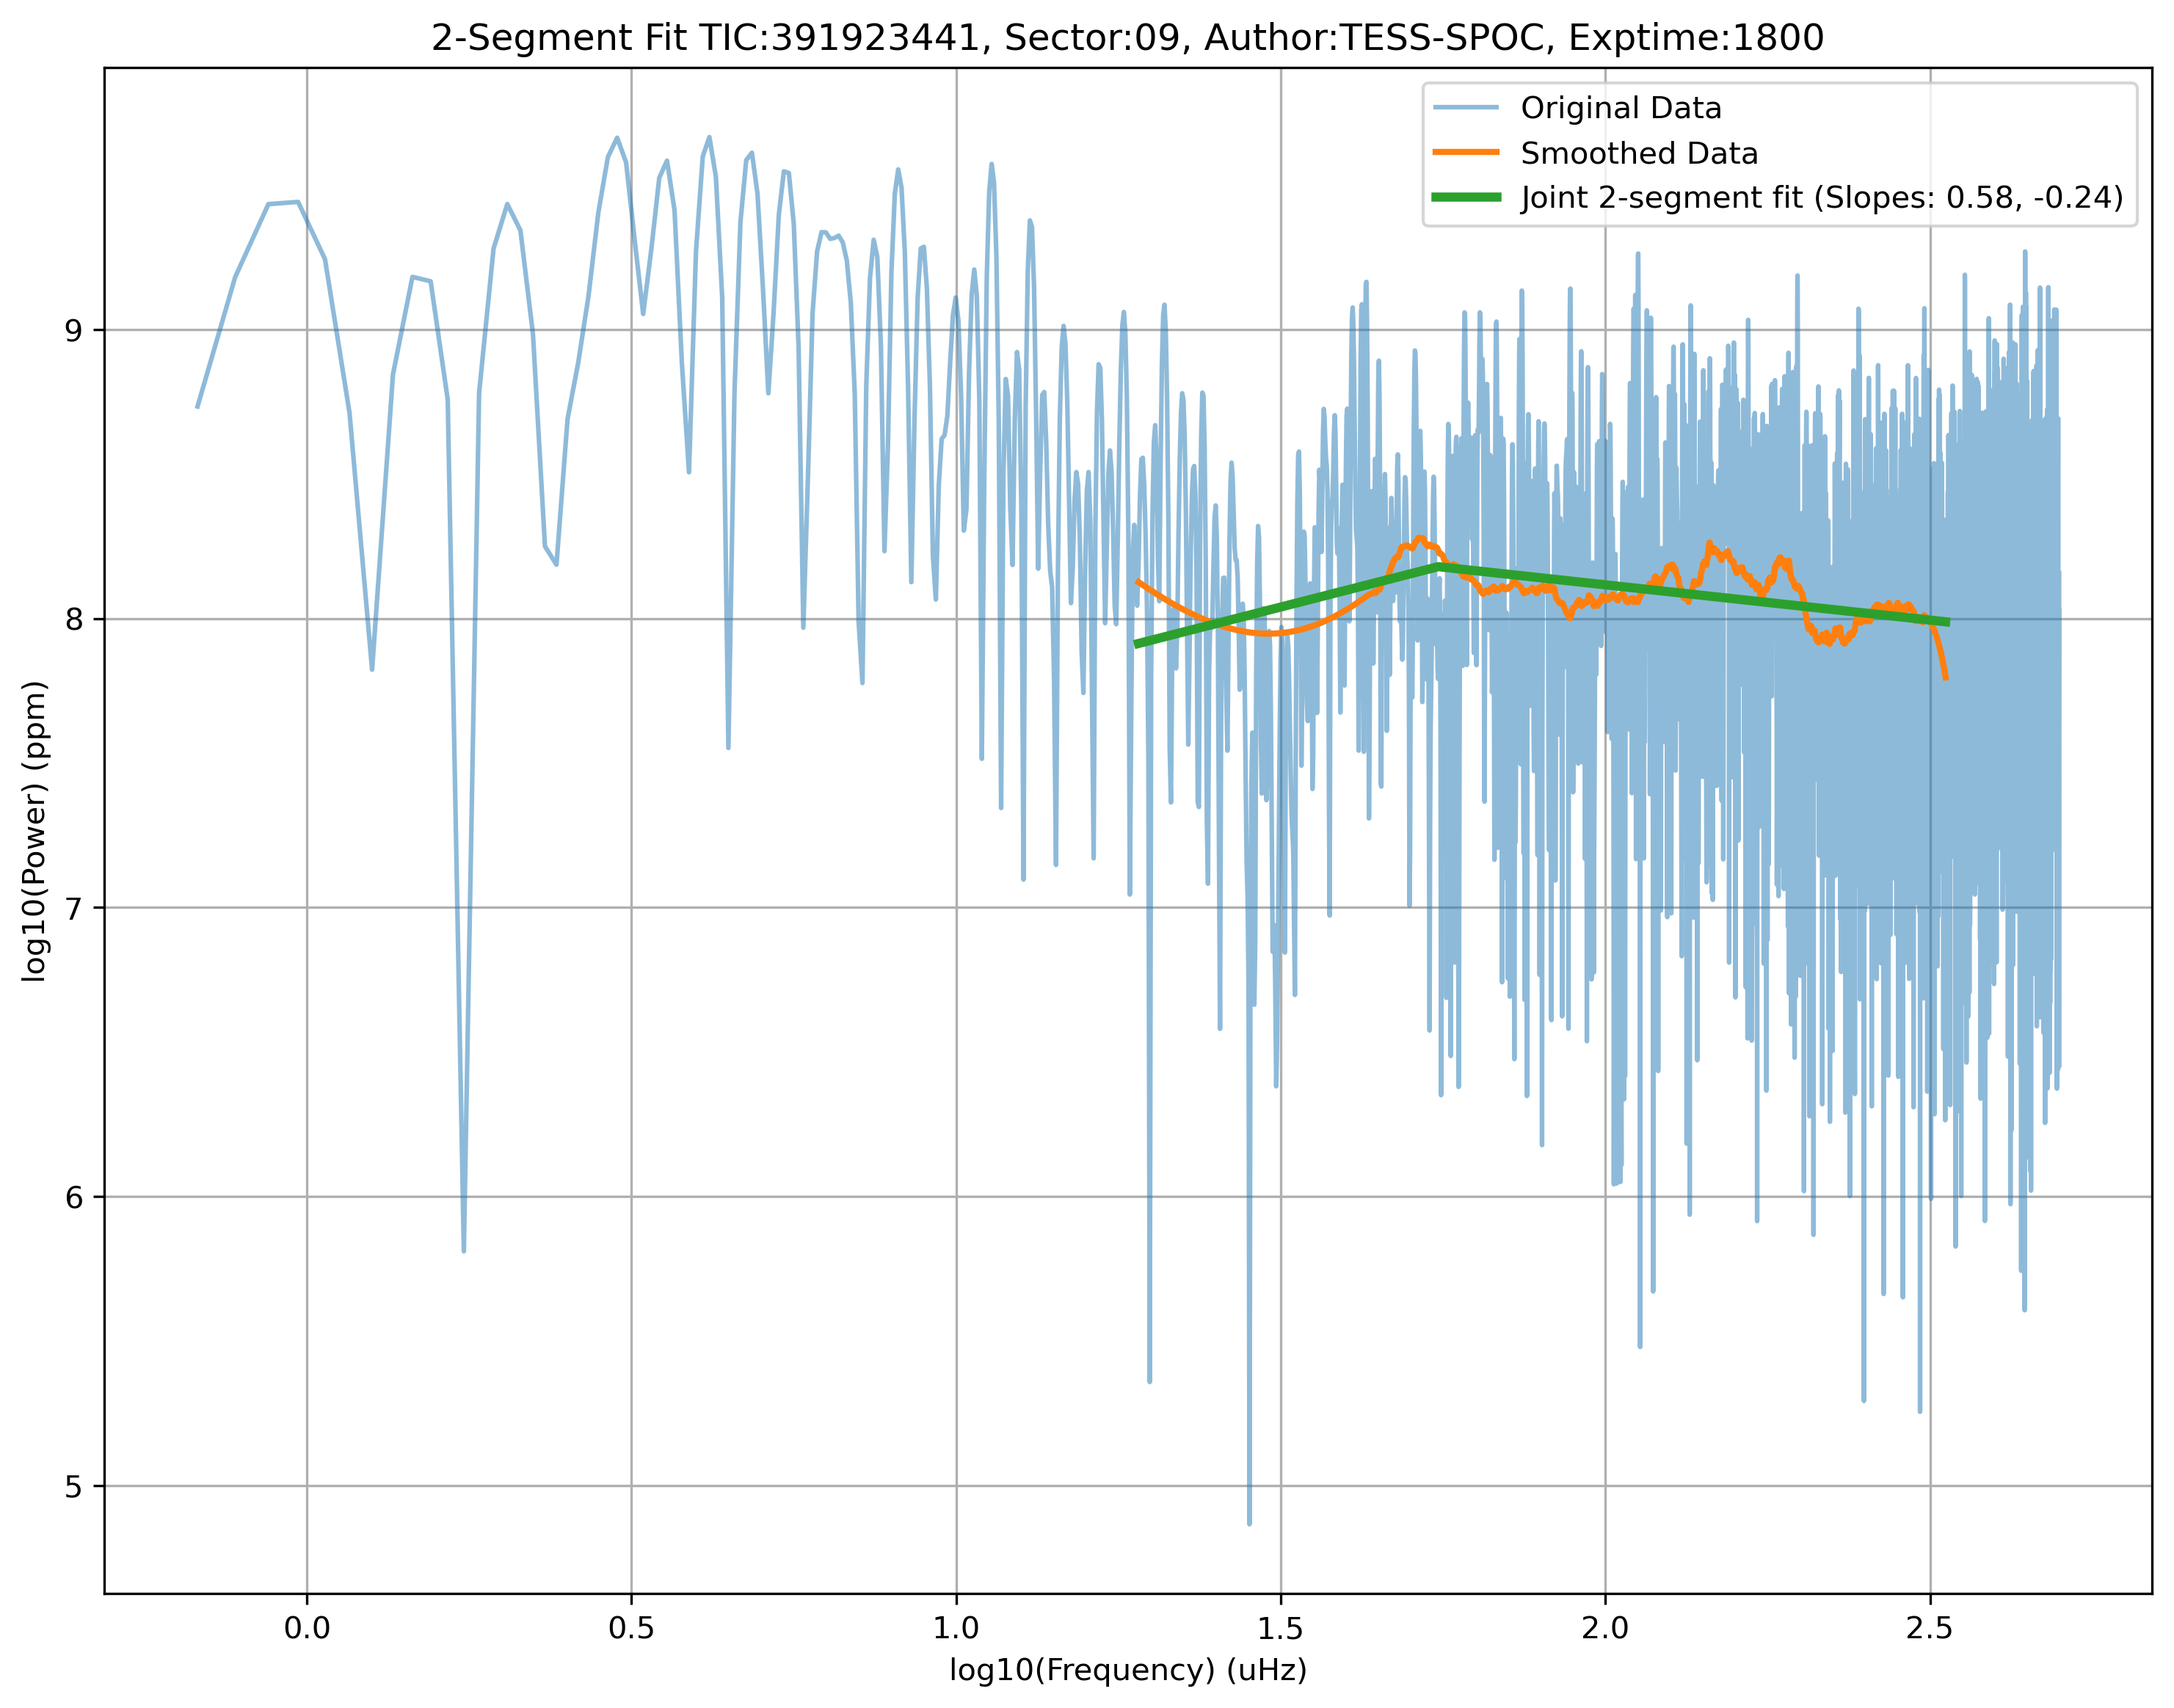 2-Segment Fit TIC:391923441, Sector:09, Author:TESS-SPOC, Exptime:1800
Original Data
Smoothed Data
Joint 2-segment fit (Slopes: 0.58, -0.24)
9
8
7
6
5
log10(Power) (ppm)
0.0 0.5 1.0 1.5 2.0 2.5
log10(Frequency) (uHz)